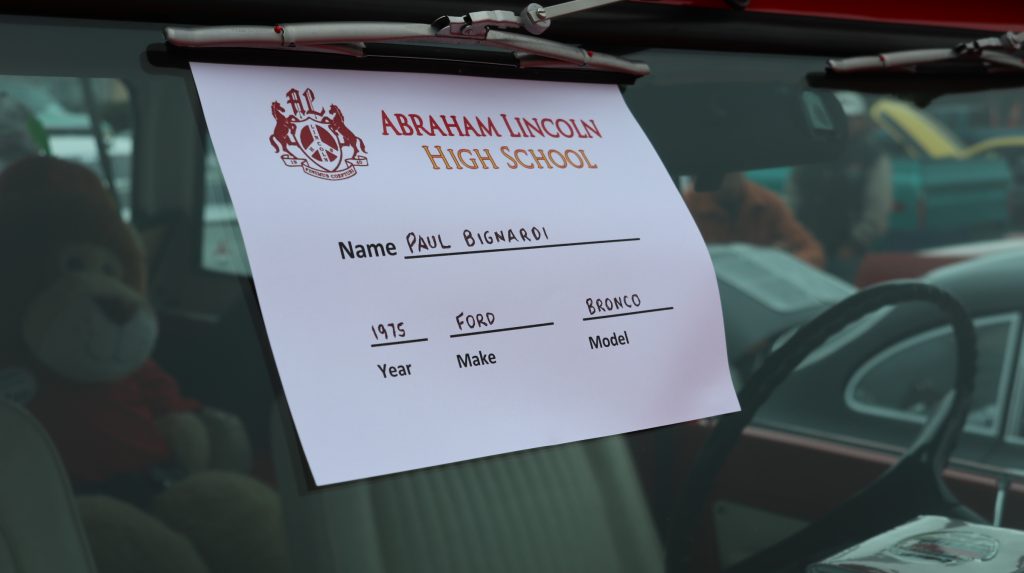 AL
ABRAHAM LINCOLN
HIGH SCHOOL
Name PAUL BIGNARDI
1975 FORD BRONCO
Year Make Model